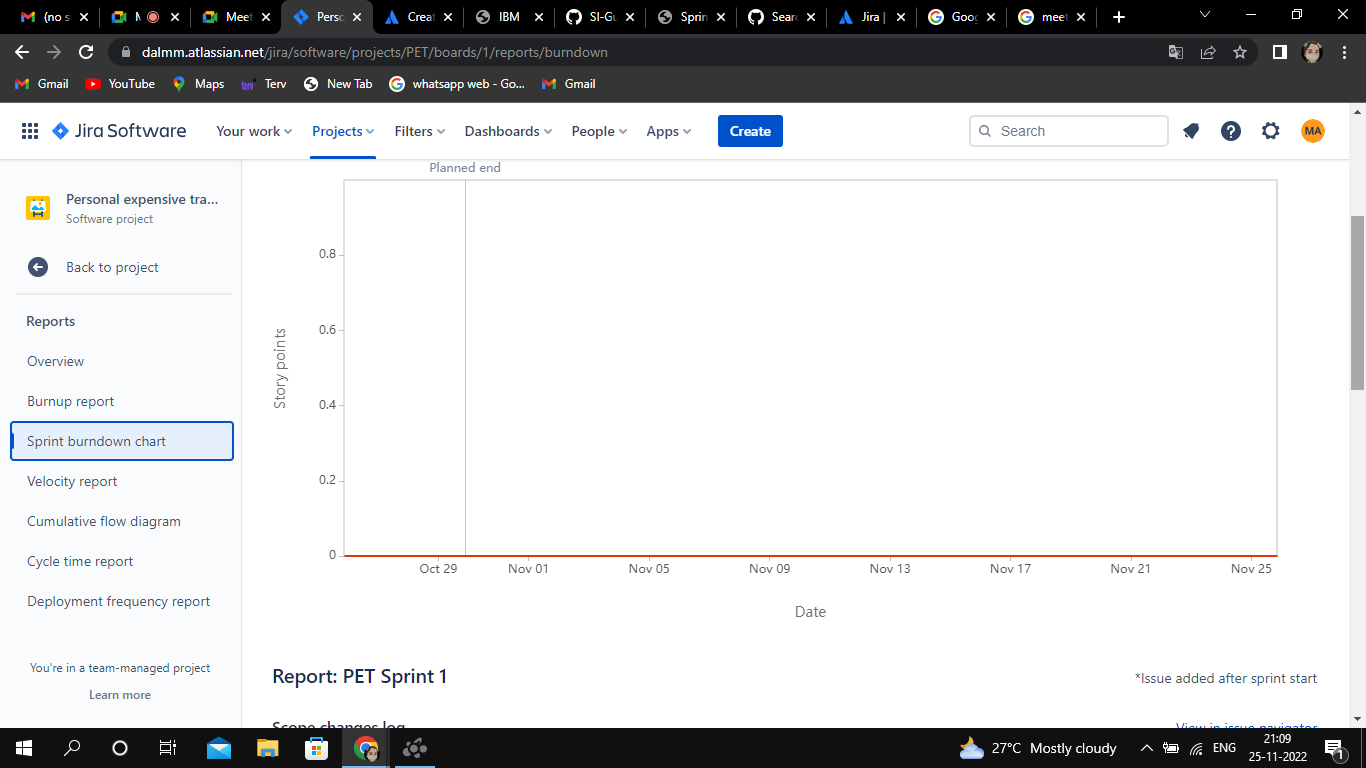 (no s
M
Meet
Perso
Creat
IBM
SI-Gu
Sprin
Searc
Jira |
Goog
meet
dalmm.atlassian.net/jira/software/projects/PET/boards/1/reports/burndown
Gmail
YouTube
Maps
terv
Terv
New Tab
whatsapp web - Go...
Gmail
Jira Software
Your work
Projects
Filters
Dashboards
People
Apps
Create
Search
MA
Personal expensive tra...
Software project
Back to project
Reports
Overview
Burnup report
Sprint burndown chart
Velocity report
Cumulative flow diagram
Cycle time report
Deployment frequency report
You're in a team-managed project
Learn more
Planned end
0.8
0.6
0.4
0.2
0
Story points
Oct 29
Nov 01
Nov 05
Nov 09
Nov 13
Nov 17
Nov 21
Nov 25
Date
Report: PET Sprint 1
*Issue added after sprint start
Scope changes log
View in issue navigator
27°C Mostly cloudy
ENG
21:09
25-11-2022
1